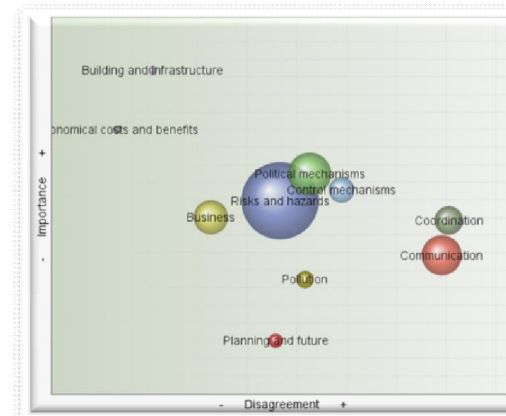 Building and Infrastructure
onomical costs and benefits
Political mechanisms
Control mechanisms
Risks and hazards
Business
Coordination
Communication
Pollution
Planning and future
- Importance +
- Disagreement +